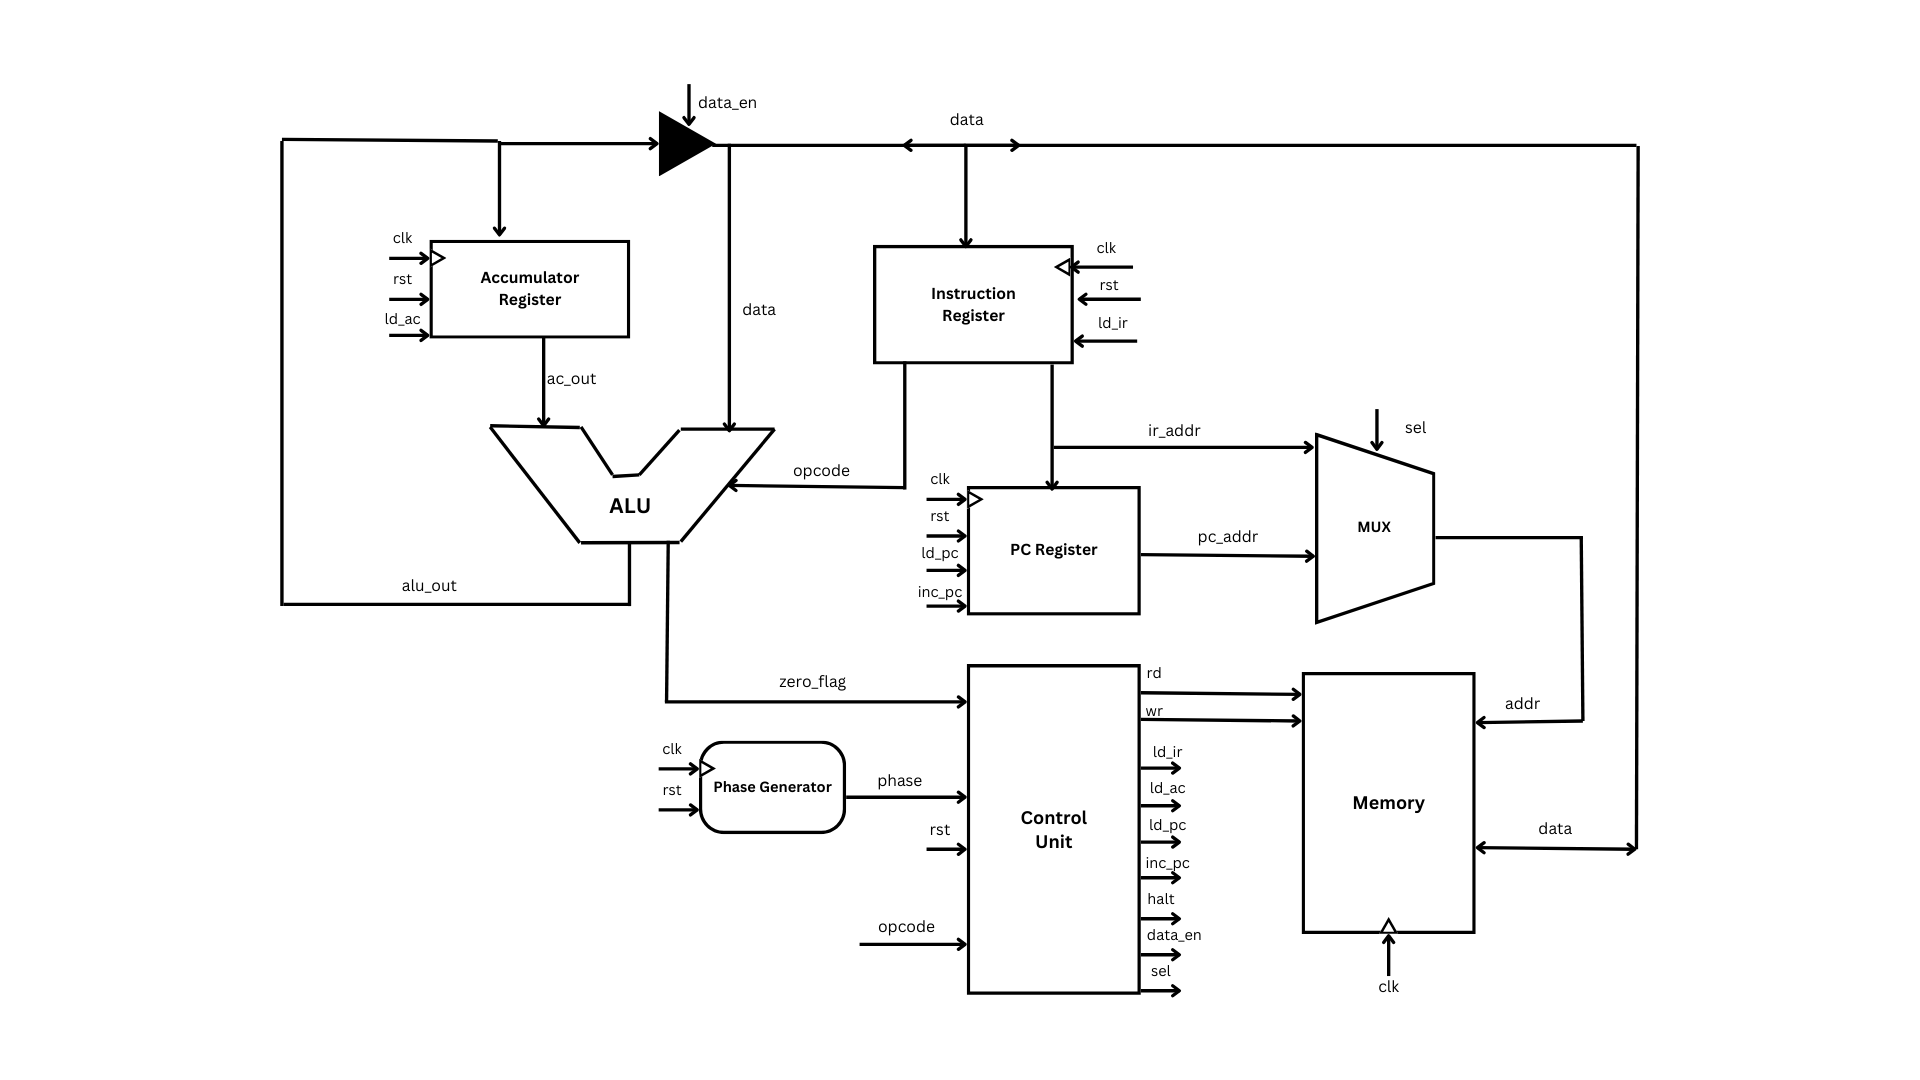 data_en
data
clk
Accumulator
Register
rst
ld_ac
data
Instruction
Register
clk
rst
ld_ir
ac_out
ir_addr
sel
opcode
ALU
clk
rst
ld_pc
inc_pc
PC Register
pc_addr
MUX
alu_out
zero_flag
rd
wr
addr
clk
rst
Phase Generator
phase
rst
opcode
Control
Unit
ld_ir
ld_ac
ld_pc
inc_pc
halt
data_en
sel
Memory
data
clk